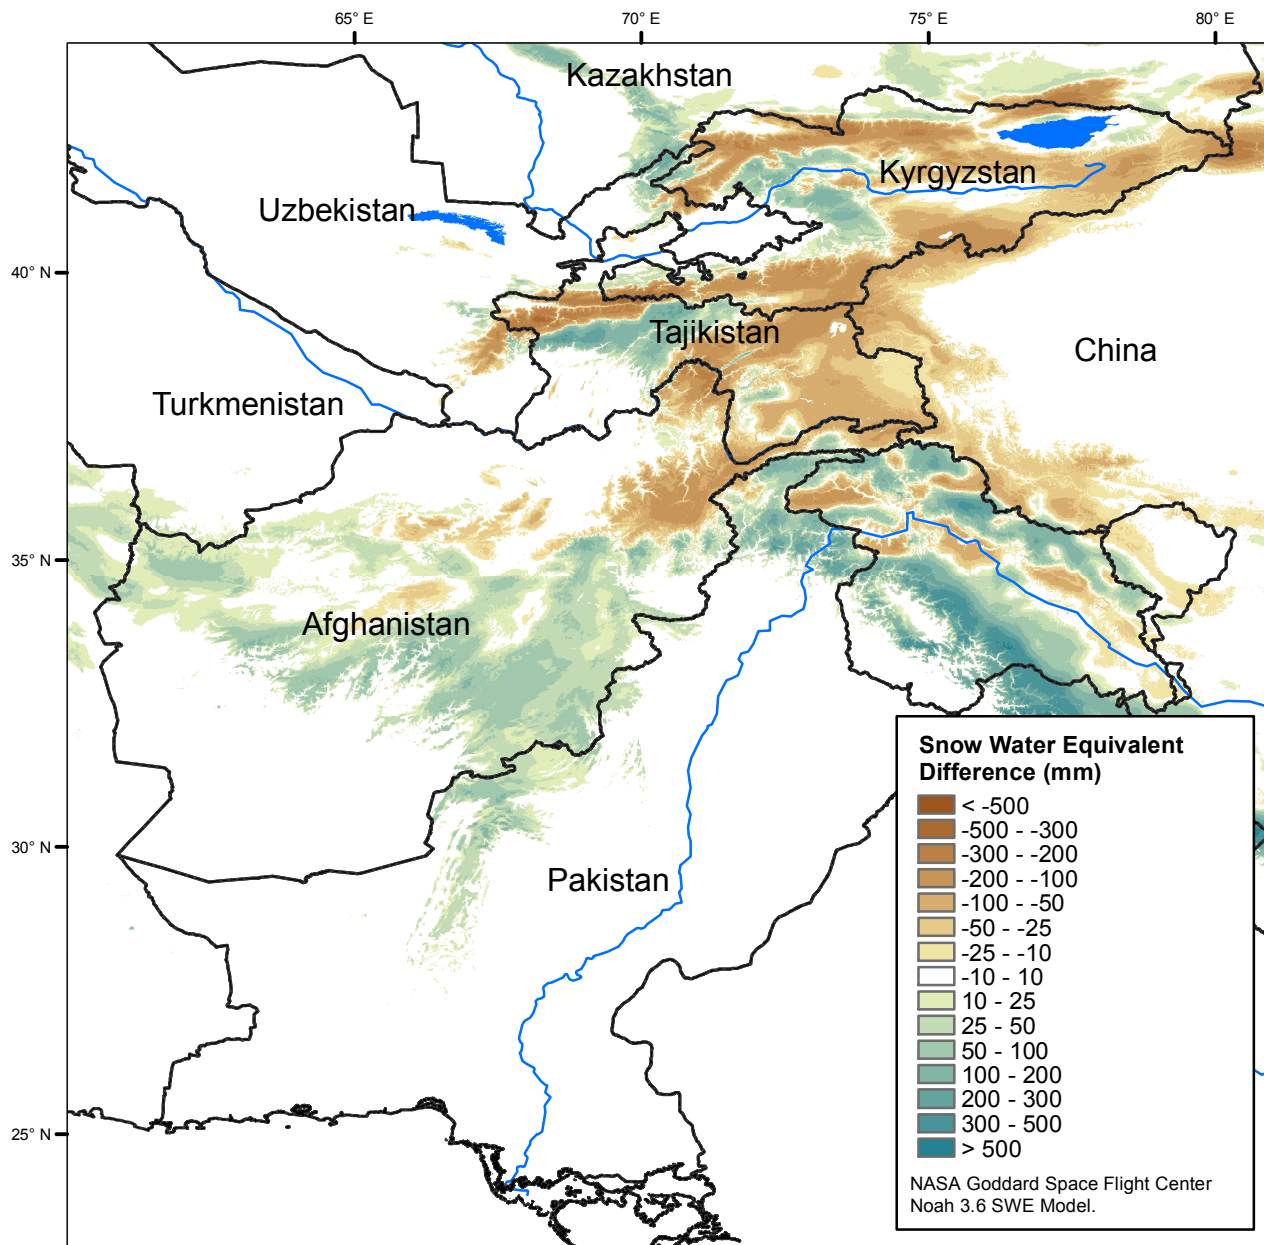 65° E
70° E
75° E
80° E
Kazakhstan
Kyrgyzstan
Uzbekistan
40° N
Tajikistan
China
Turkmenistan
35° N
Afghanistan
30° N
Pakistan
25° N
Snow Water Equivalent
Difference (mm)
< -500
-500 - -300
-300 - -200
-200 - -100
-100 - -50
-50 - -25
-25 - -10
-10 - 10
10 - 25
25 - 50
50 - 100
100 - 200
200 - 300
300 - 500
> 500
NASA Goddard Space Flight Center
Noah 3.6 SWE Model.